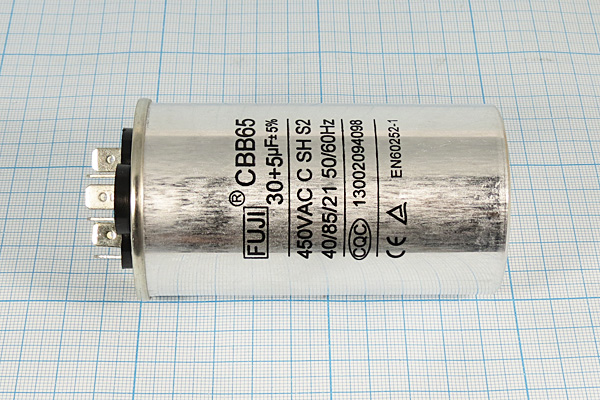 FUJI ® CBB65
30+5μF±5%
450VAC C SH S2
40/85/21 50/60Hz
CQC 13002094098
CE EN60252-1